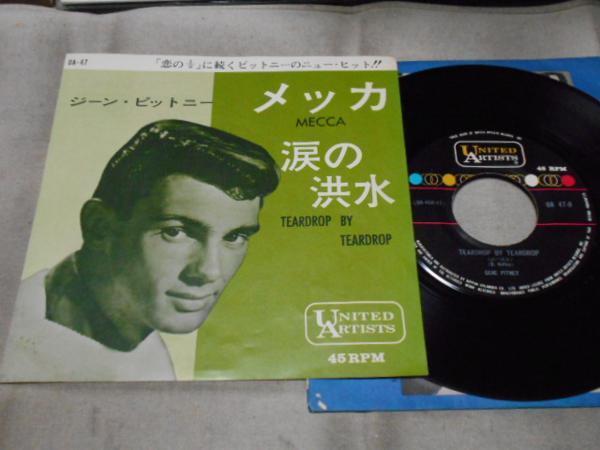 UA-47
「恋の½」に続くピットニーのニュー・ヒット!!
ジーン・ピットニー
メッカ
MECCA
涙の
洪水
TEARDROP BY
TEARDROP
UNITED
ARTISTS
45 RPM
UNITED
ARTISTS
45 RPM
UA 47-B
TEARDROP BY TEARDROP
GENE PITNEY